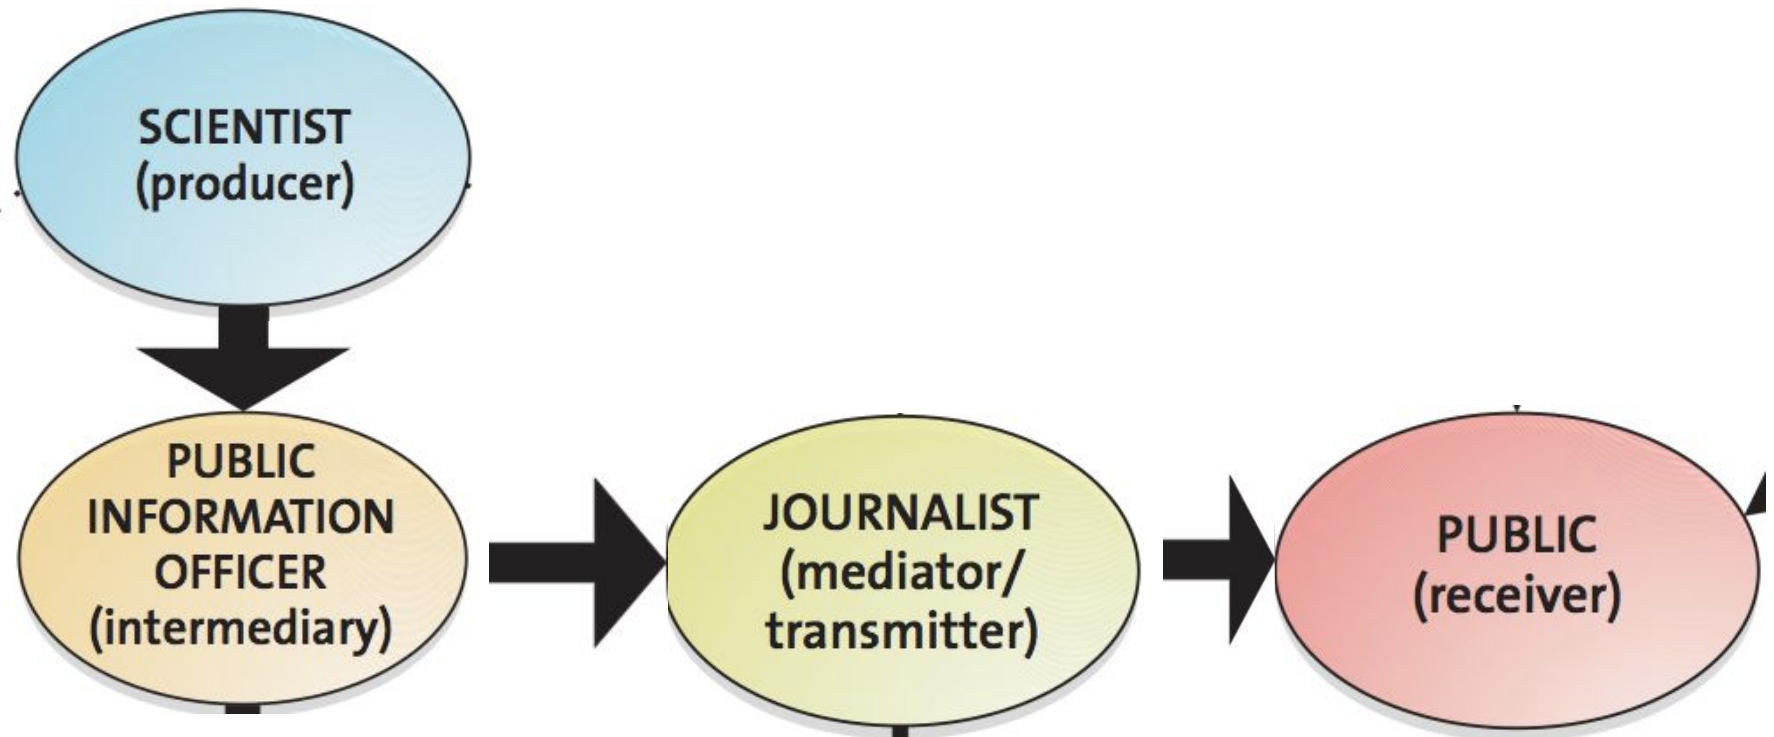 SCIENTIST
(producer)
PUBLIC
INFORMATION
OFFICER
(intermediary)
JOURNALIST
(mediator/
transmitter)
PUBLIC
(receiver)